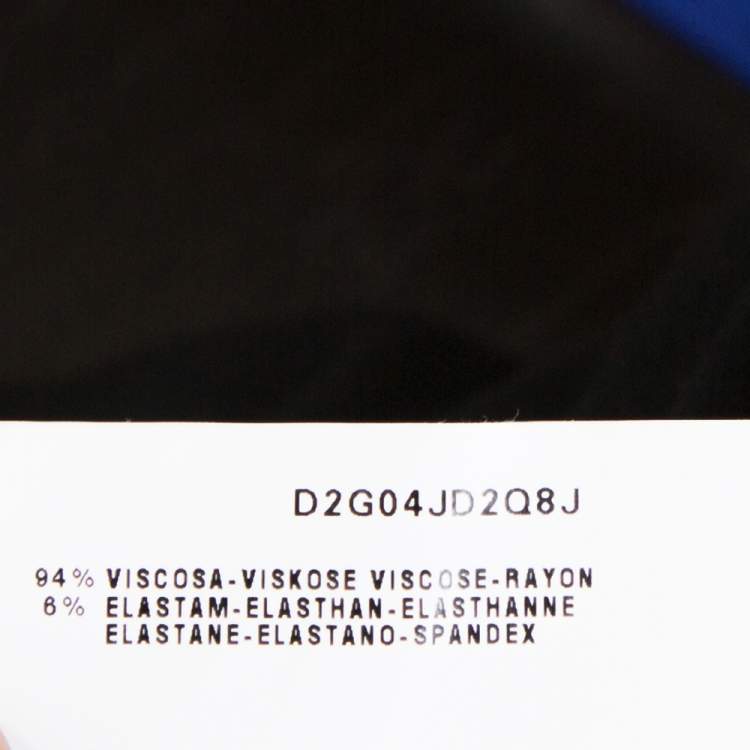 D2G04JD2Q8J
94% VISCOSA-VISKOSE VISCOSE-RAYON
6% ELASTAM-ELASTHAN-ELASTHANNE
ELASTANE-ELASTANO-SPANDEX